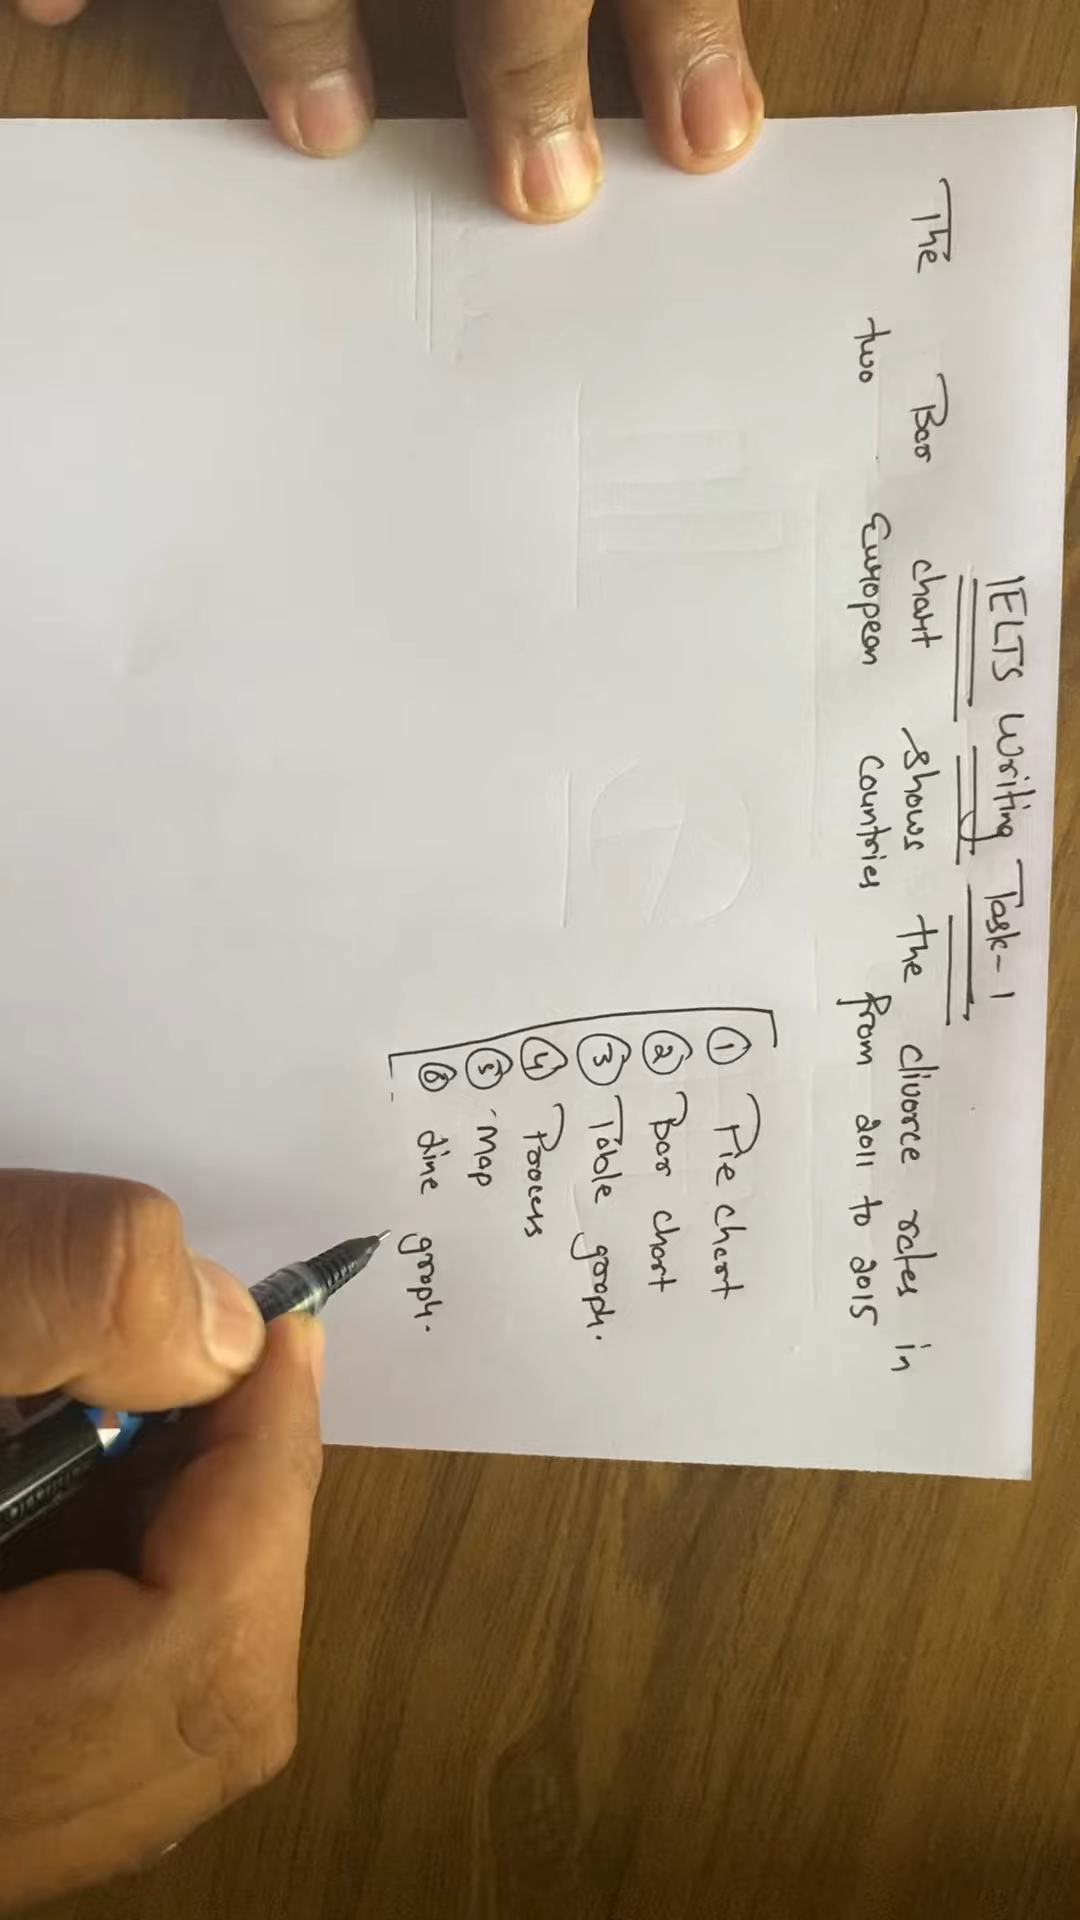 IELTS Writing Task-1
The Bar chart shows the divorce rates in
two European countries from 2011 to 2015
① Pie chart
② Bar chart
③ Table graph.
④ Process
⑤ Map
⑥ Line graph.